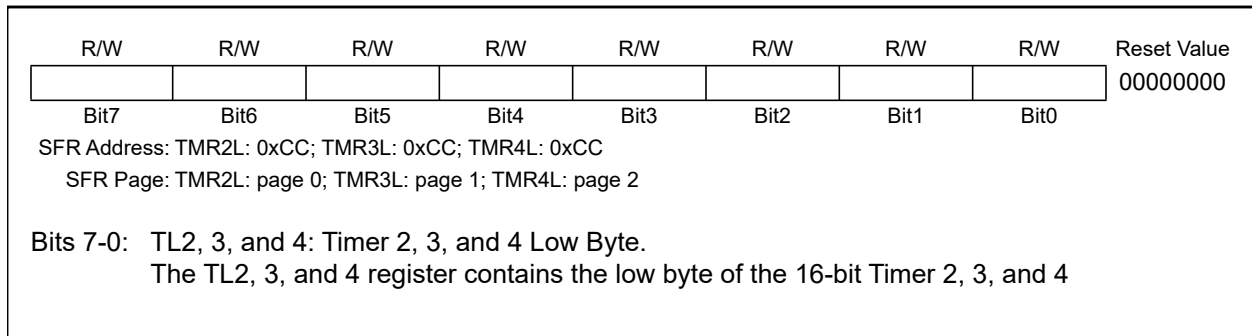 R/W R/W R/W R/W R/W R/W R/W R/W Reset Value
00000000
Bit7 Bit6 Bit5 Bit4 Bit3 Bit2 Bit1 Bit0
SFR Address: TMR2L: 0xCC; TMR3L: 0xCC; TMR4L: 0xCC
SFR Page: TMR2L: page 0; TMR3L: page 1; TMR4L: page 2
Bits 7-0: TL2, 3, and 4: Timer 2, 3, and 4 Low Byte.
The TL2, 3, and 4 register contains the low byte of the 16-bit Timer 2, 3, and 4